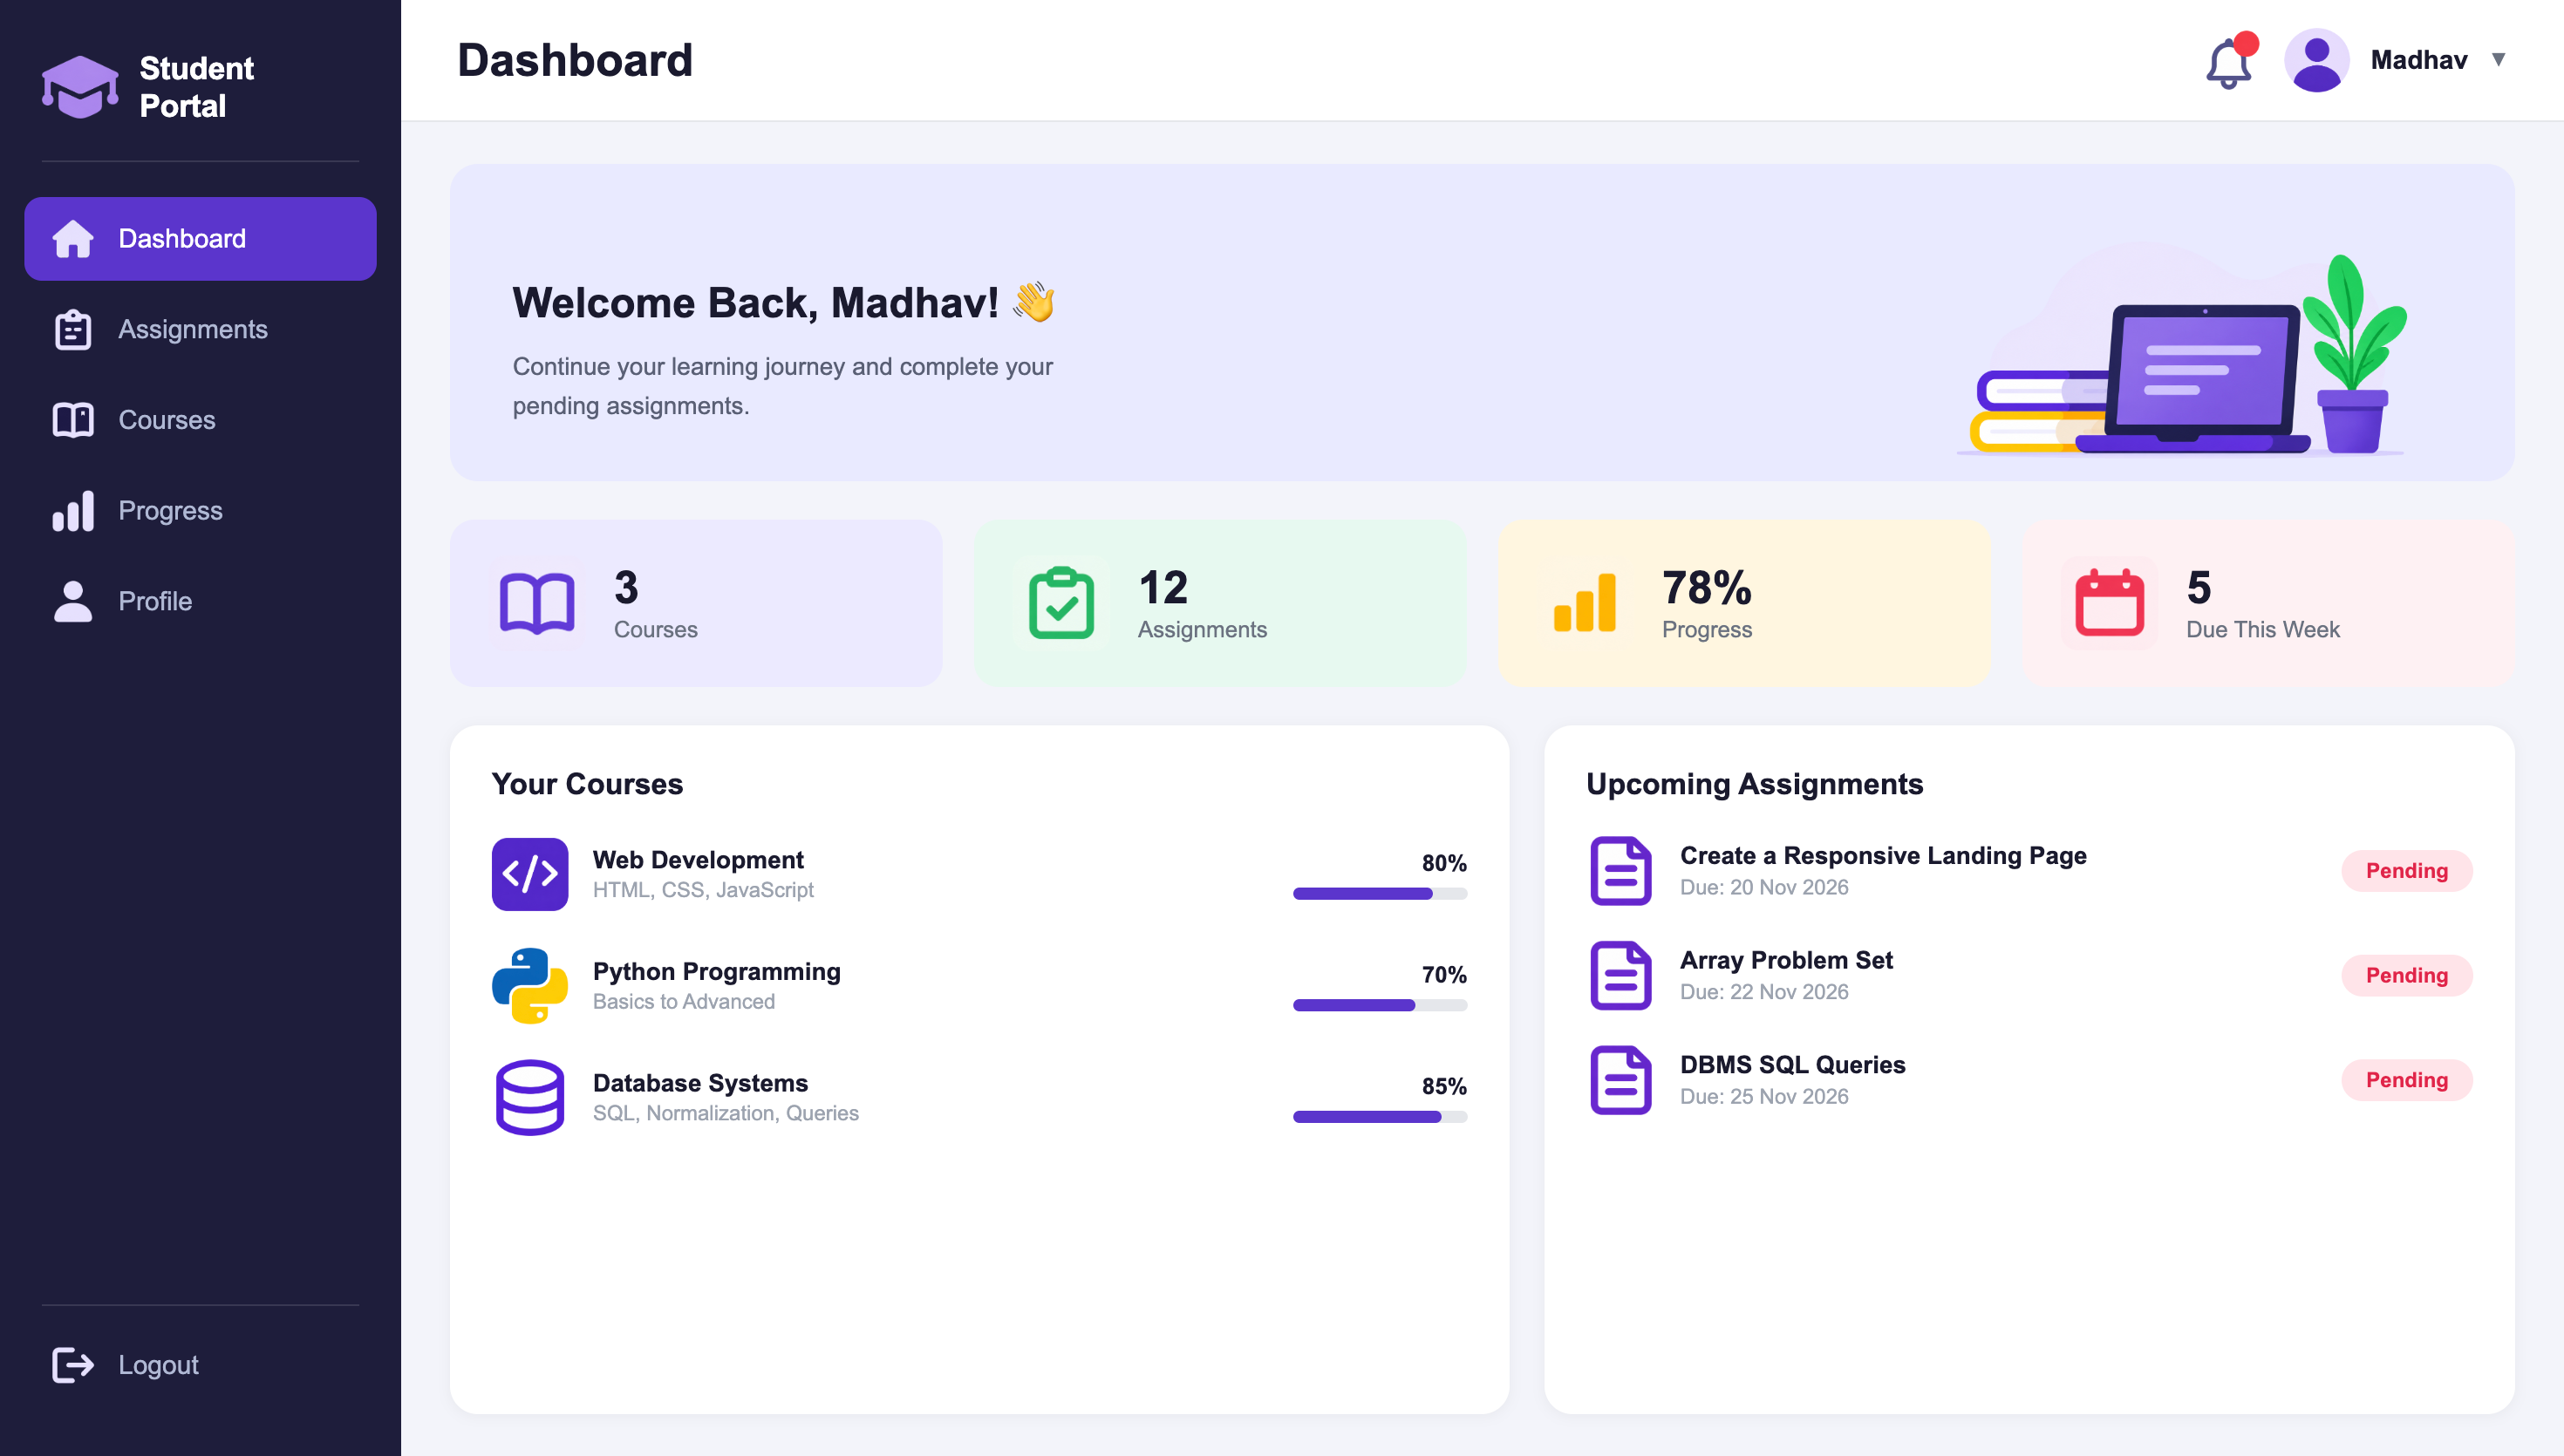 Student
Portal
Dashboard
Assignments
Courses
Progress
Profile
Logout
Dashboard
Madhav
Welcome Back, Madhav! 👋
Continue your learning journey and complete your
pending assignments.
3
Courses
12
Assignments
78%
Progress
5
Due This Week
Your Courses
Web Development
HTML, CSS, JavaScript
80%
Python Programming
Basics to Advanced
70%
Database Systems
SQL, Normalization, Queries
85%
Upcoming Assignments
Create a Responsive Landing Page
Due: 20 Nov 2026
Pending
Array Problem Set
Due: 22 Nov 2026
Pending
DBMS SQL Queries
Due: 25 Nov 2026
Pending